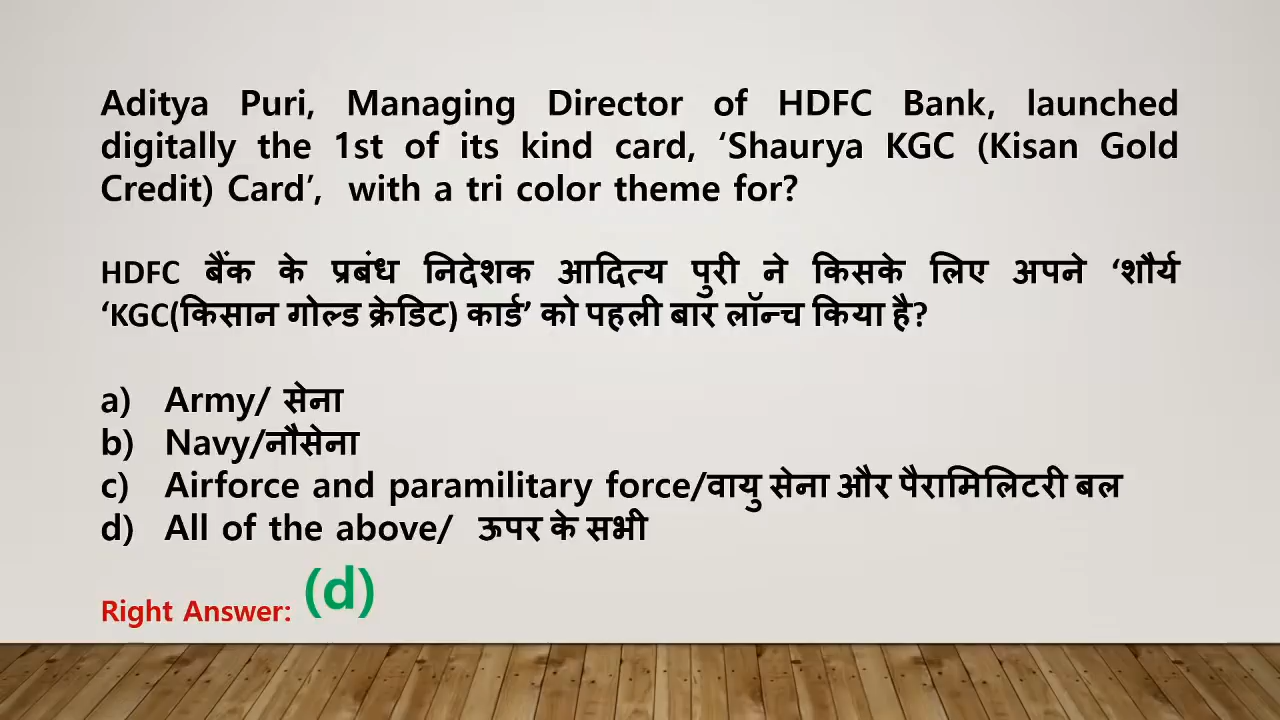 Aditya Puri, Managing Director of HDFC Bank, launched
digitally the 1st of its kind card, ‘Shaurya KGC (Kisan Gold
Credit) Card’, with a tri color theme for?
HDFC बैंक के प्रबंध निदेशक आदित्य पुरी ने किसके लिए अपने ‘शौर्य
‘KGC(किसान गोल्ड क्रेडिट) कार्ड’ को पहली बार लॉन्च किया है?
a) Army/ सेना
b) Navy/नौसेना
c) Airforce and paramilitary force/वायु सेना और पैरामिलिटरी बल
d) All of the above/ ऊपर के सभी
Right Answer: (d)